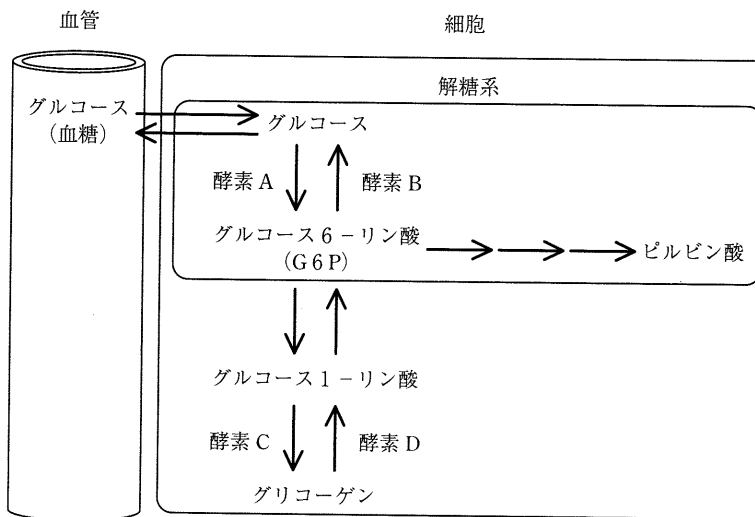 血管
細胞
解糖系
グルコース
(血糖)
グルコース
酵素A
酵素B
グルコース6－リン酸
(G6P)
ピルビン酸
グルコース1－リン酸
酵素C
酵素D
グリコーゲン